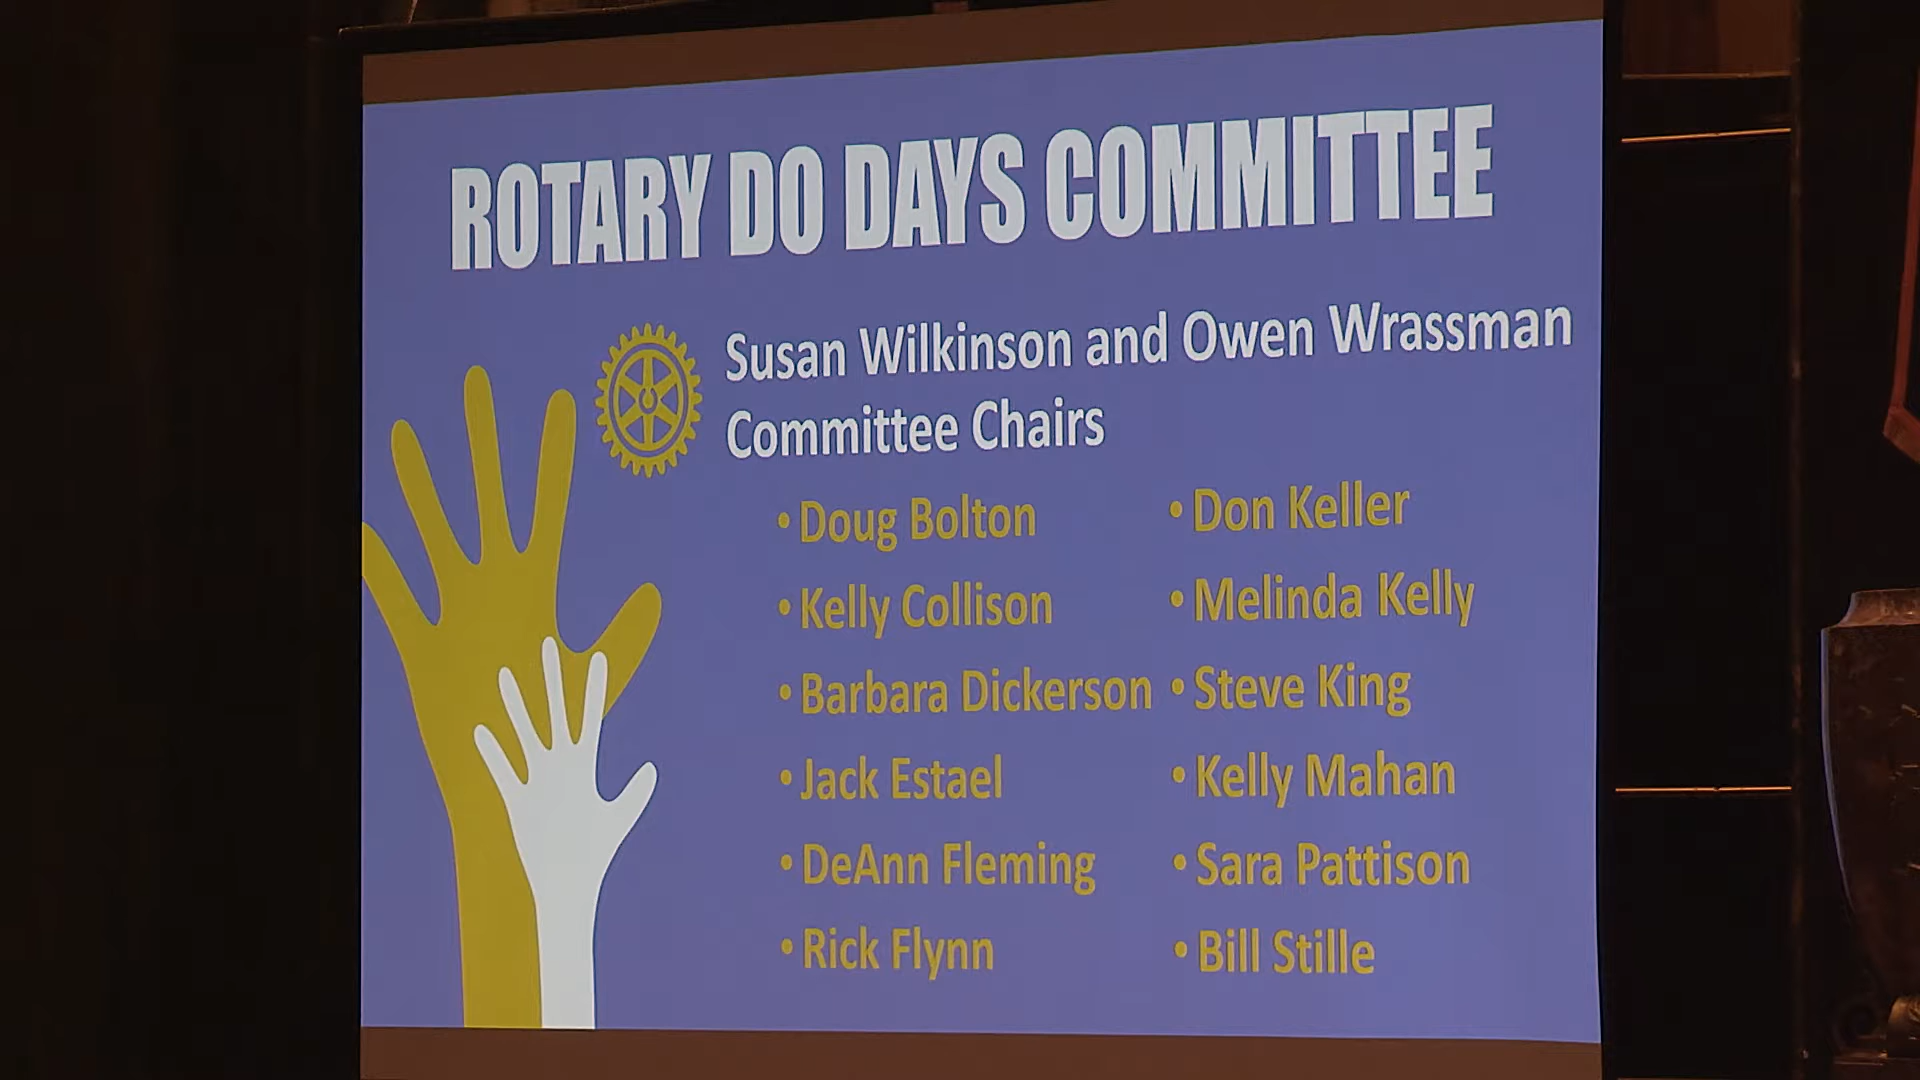 ROTARY DO DAYS COMMITTEE
Susan Wilkinson and Owen Wrassman
Committee Chairs
• Doug Bolton
• Kelly Collison
• Barbara Dickerson
• Jack Estael
• DeAnn Fleming
• Rick Flynn
• Don Keller
• Melinda Kelly
• Steve King
• Kelly Mahan
• Sara Pattison
• Bill Stille